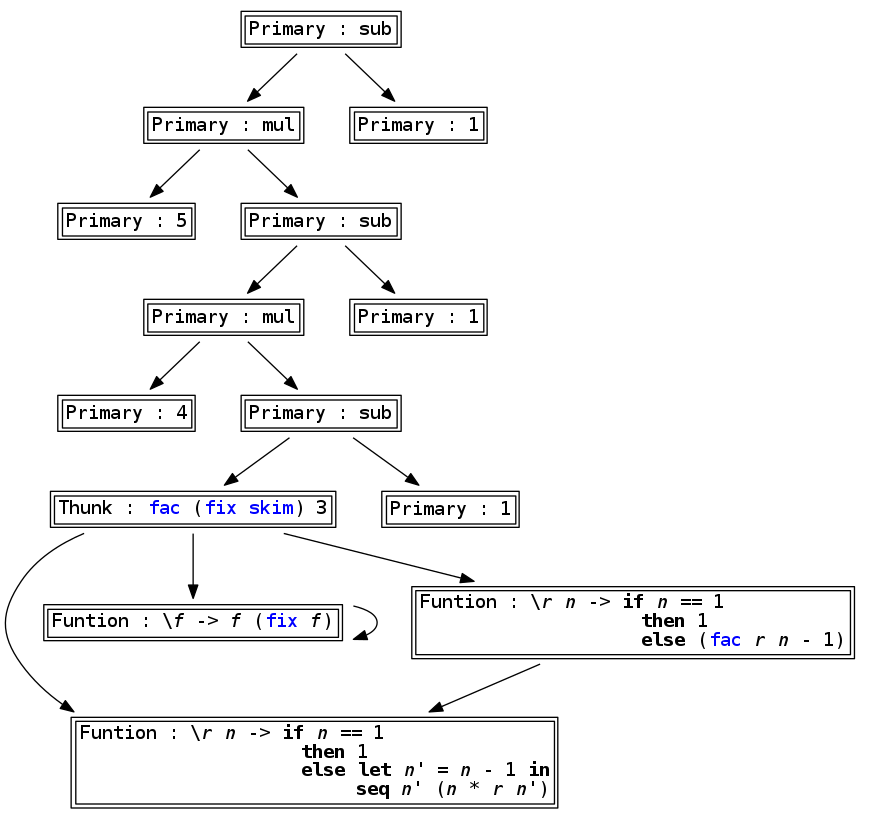 Primary : sub
Primary : mul
Primary : 1
Primary : 5
Primary : sub
Primary : mul
Primary : 1
Primary : 4
Primary : sub
Thunk : fac (fix skim) 3
Primary : 1
Funtion : \f -> f (fix f)
Funtion : \r n -> if n == 1
then 1
else (fac r n - 1)
Funtion : \r n -> if n == 1
then 1
else let n' = n - 1 in
seq n' (n * r n')